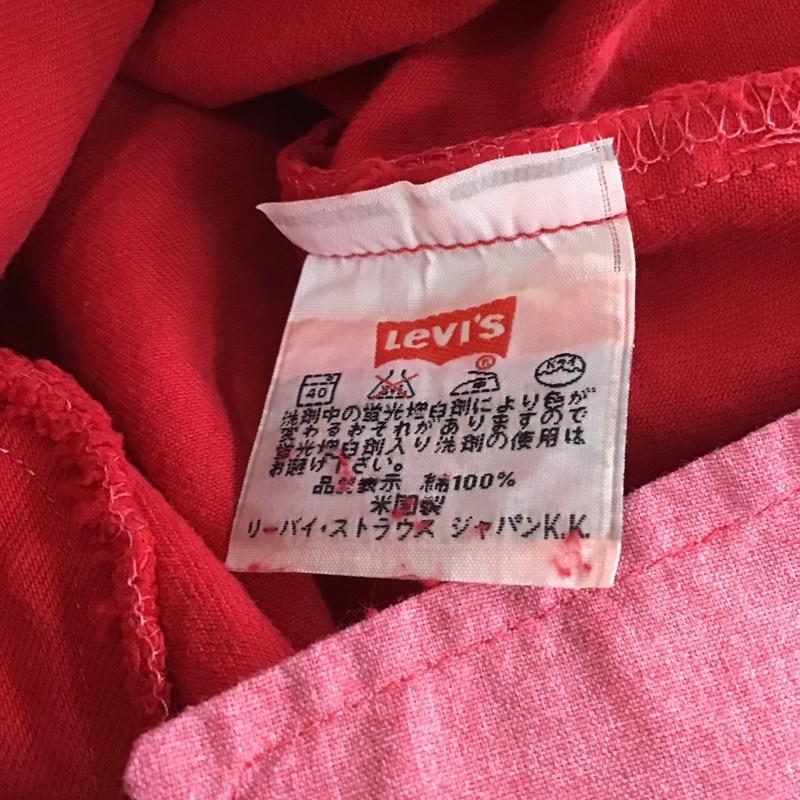 Levi's
®
40
洗剤中の蛍光増白剤により色が
変わるおそれがありますので
蛍光増白剤入り洗剤の使用は
お避け下さい。
品質表示 綿100%
米国製
リーバイ・ストラウス ジャパンK.K.